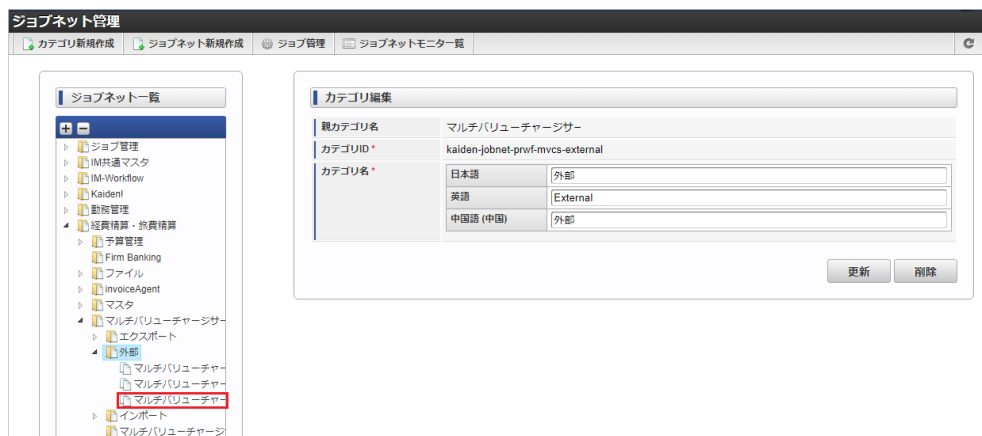 ジョブネット管理
カテゴリ新規作成 ジョブネット新規作成 ジョブ管理 ジョブネットモニタ一覧
ジョブネット一覧
ジョブ管理
IM共通マスタ
IM-Workflow
Kaiden!
勤務管理
経費精算・旅費精算
予算管理
Firm Banking
ファイル
invoiceAgent
マスタ
マルチバリューチャージサー
エクスポート
外部
マルチバリューチャー
マルチバリューチャー
マルチバリューチャー
インポート
マルチバリューチャージ
カテゴリ編集
親カテゴリ名 マルチバリューチャージサー
カテゴリID * kaiden-jobnet-prwf-mvcs-external
カテゴリ名 * 日本語 外部
英語 External
中国語 (中国) 外部
更新 削除